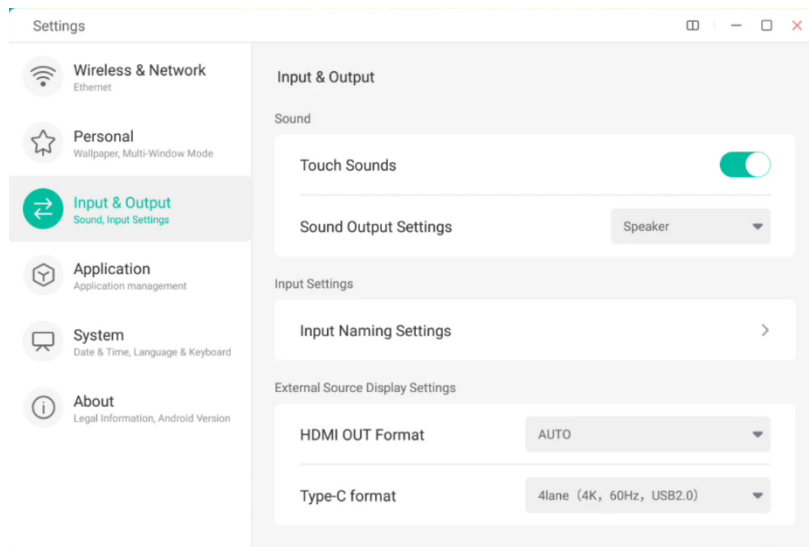 Settings
Wireless & Network
Ethernet
Personal
Wallpaper, Multi-Window Mode
Input & Output
Sound, Input Settings
Application
Application management
System
Date & Time, Language & Keyboard
About
Legal Information, Android Version
Input & Output
Sound
Touch Sounds
Sound Output Settings
Speaker
Input Settings
Input Naming Settings
External Source Display Settings
HDMI OUT Format
AUTO
Type-C format
4lane（4K，60Hz，USB2.0）